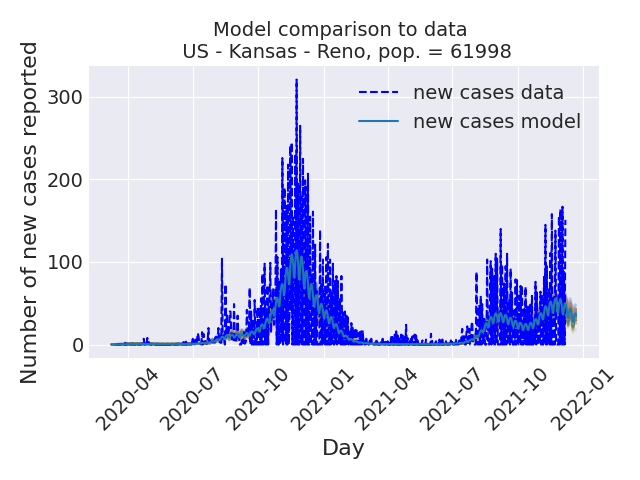 Model comparison to data
US - Kansas - Reno, pop. = 61998
Number of new cases reported
300
200
100
0
new cases data
new cases model
2020-04
2020-07
2020-10
2021-01
2021-04
2021-07
2021-10
2022-01
Day